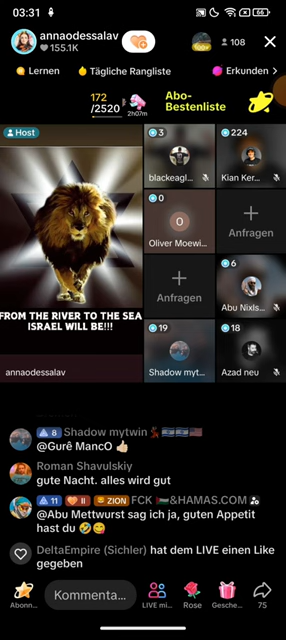 03:31
66
annaodessalav
155.1K
108
Lernen
Tägliche Rangliste
Erkunden >
172
/2520
2h07m
Abo-
Bestenliste
Host
3
blackeagl...
224
Kian Ker...
0
O
Oliver Moewi...
+
Anfragen
+
Anfragen
6
Abu Nixls...
FROM THE RIVER TO THE SEA
ISRAEL WILL BE!!!
annaodessalav
19
Shadow myt...
18
Azad neu
8 Shadow mytwin
@Gurê MancO
Roman Shavulskiy
gute Nacht. alles wird gut
11 II ZION FCK &HAMAS.COM
@Abu Mettwurst sag ich ja, guten Appetit
hast du
DeltaEmpire (Sichler) hat dem LIVE einen Like
gegeben
Kommenta...
Abonn...
LIVE mi...
Rose
Gesche...
75